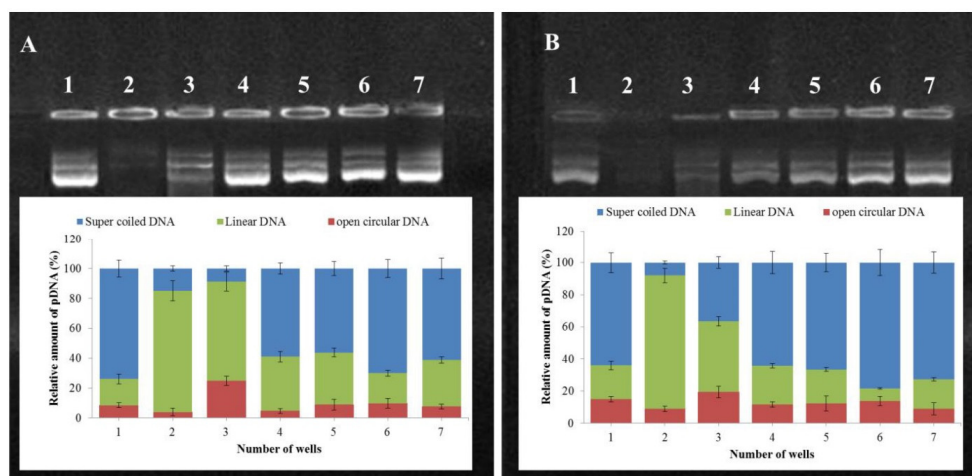 A
1 2 3 4 5 6 7
Super coiled DNA Linear DNA open circular DNA
Relative amount of pDNA (%)
120
100
80
60
40
20
0
1 2 3 4 5 6 7
Number of wells
B
1 2 3 4 5 6 7
Super coiled DNA Linear DNA open circular DNA
Relative amount of pDNA (%)
120
100
80
60
40
20
0
1 2 3 4 5 6 7
Number of wells